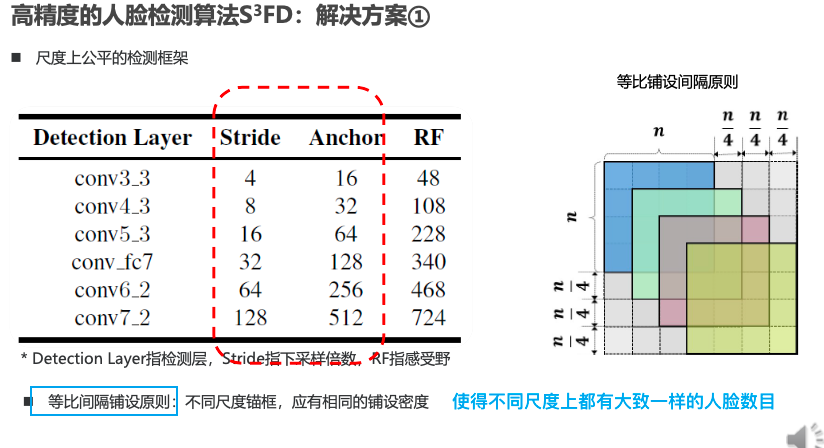 高精度的人脸检测算法S³FD：解决方案①
■ 尺度上公平的检测框架
等比铺设间隔原则
Detection Layer Stride Anchor RF
conv3_3 4 16 48
conv4_3 8 32 108
conv5_3 16 64 228
conv_fc7 32 128 340
conv6_2 64 256 468
conv7_2 128 512 724
n n/4 n/4 n/4
n
n/4
n/4
n/4
* Detection Layer指检测层，Stride指下采样倍数，RF指感受野
■ 等比间隔铺设原则：不同尺度锚框，应有相同的铺设密度 使得不同尺度上都有大致一样的人脸数目